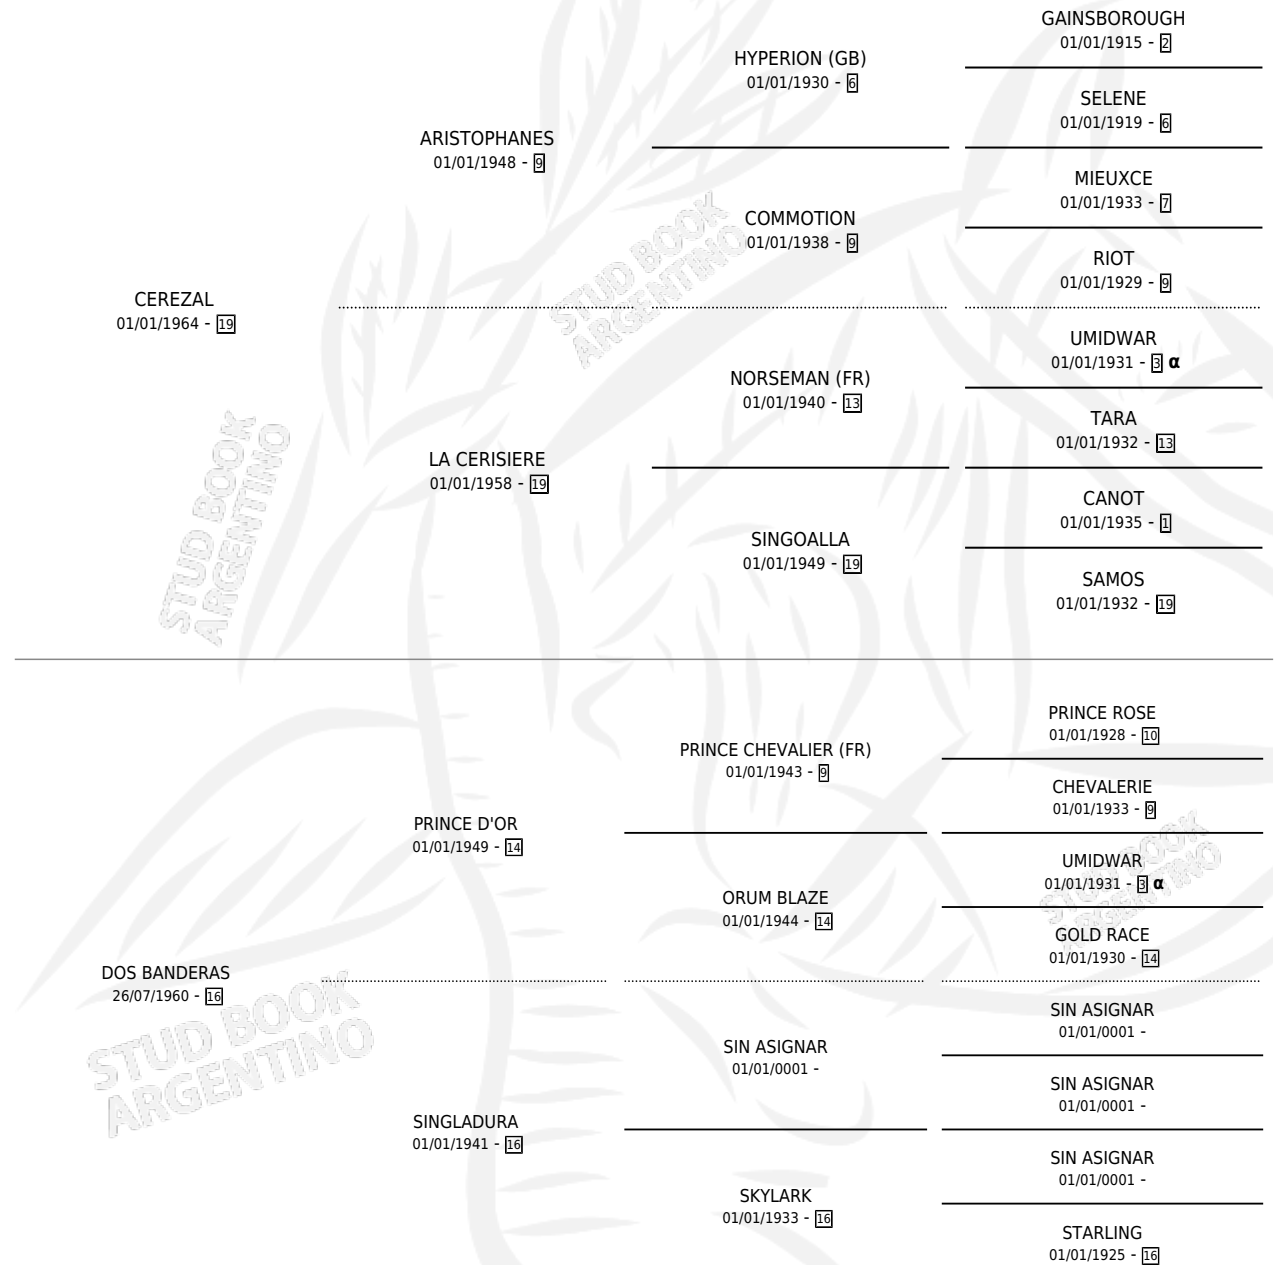 GAINSBOROUGH
01/01/1915 - 2
HYPERION (GB)
01/01/1930 - 6
SELENE
01/01/1919 - 6
ARISTOPHANES
01/01/1948 - 9
MIEUXCE
01/01/1933 - 7
COMMOTION
01/01/1938 - 9
RIOT
01/01/1929 - 9
CEREZAL
01/01/1964 - 19
UMIDWAR
01/01/1931 - 3 α
NORSEMAN (FR)
01/01/1940 - 13
TARA
01/01/1932 - 13
LA CERISIERE
01/01/1958 - 19
CANOT
01/01/1935 - 1
SINGOALLA
01/01/1949 - 19
SAMOS
01/01/1932 - 19
PRINCE ROSE
01/01/1928 - 10
PRINCE CHEVALIER (FR)
01/01/1943 - 9
CHEVALERIE
01/01/1933 - 9
PRINCE D'OR
01/01/1949 - 14
UMIDWAR
01/01/1931 - 3 α
ORUM BLAZE
01/01/1944 - 14
GOLD RACE
01/01/1930 - 14
DOS BANDERAS
26/07/1960 - 16
SIN ASIGNAR
01/01/0001 -
SIN ASIGNAR
01/01/0001 -
SIN ASIGNAR
01/01/0001 -
SINGLADURA
01/01/1941 - 16
SIN ASIGNAR
01/01/0001 -
SKYLARK
01/01/1933 - 16
STARLING
01/01/1925 - 16
STUD BOOK
ARGENTINO
STUD BOOK
ARGENTINO
STUD BOOK
ARGENTINO
STUD BOOK
ARGENTINO